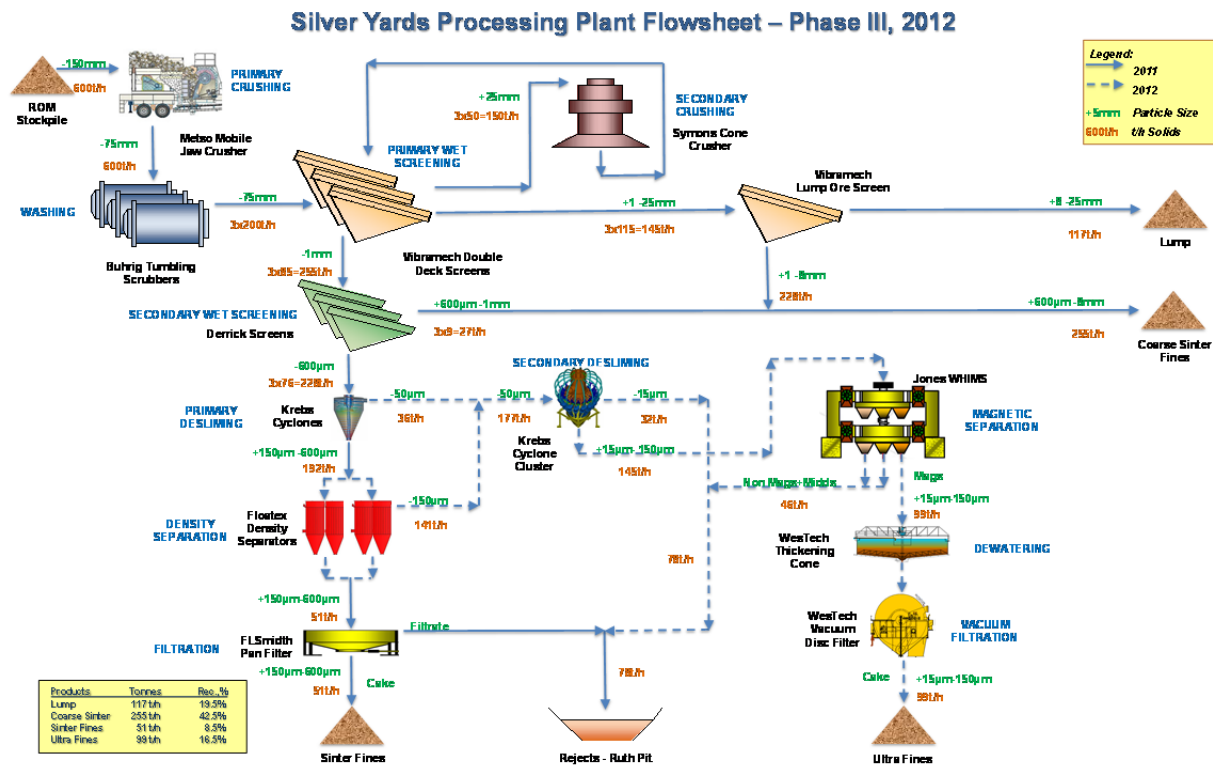 Silver Yards Processing Plant Flowsheet – Phase III, 2012
Legend:
2011
2012
+5mm Particle Size
600t/h t/h Solids
-150mm
600t/h
ROM
Stockpile
PRIMARY
CRUSHING
Metso Mobile
Jaw Crusher
-75mm
600t/h
WASHING
Buhrig Tumbling
Scrubbers
-75mm
3x200t/h
PRIMARY WET
SCREENING
+25mm
3x50=150t/h
SECONDARY
CRUSHING
Symons Cone
Crusher
Vibramech
Lump Ore Screen
+1 -25mm
3x115=145t/h
+8 -25mm
117t/h
Lump
-1mm
3x85=255t/h
Vibramech Double
Deck Screens
+1 -8mm
228t/h
SECONDARY WET SCREENING
Derrick Screens
+600µm-1mm
3x9=27t/h
+600µm-8mm
255t/h
Coarse Sinter
Fines
-600µm
3x76=228t/h
SECONDARY DESLIMING
PRIMARY
DESLIMING
Krebs
Cyclones
-50µm
36t/h
-50µm
177t/h
-15µm
32t/h
Krebs
Cyclone
Cluster
+15µm-150µm
145t/h
Jones WHIMS
MAGNETIC
SEPARATION
+150µm -600µm
192t/h
DENSITY
SEPARATION
Floatex
Density
Separators
-150µm
141t/h
Non Mags+Midds
46t/h
Mags
+15µm-150µm
99t/h
WesTech
Thickening
Cone
DEWATERING
78t/h
+150µm-600µm
51t/h
FILTRATION
FLSmidth
Pan Filter
Filtrate
WesTech
Vacuum
Disc Filter
VACUUM
FILTRATION
+150µm-600µm
51t/h
Cake
78t/h
Cake
+15µm-150µm
99t/h
Products Tonnes Rec.,%
Lump 117 t/h 19.5%
Coarse Sinter 255 t/h 42.5%
Sinter Fines 51 t/h 8.5%
Ultra Fines 99 t/h 16.5%
Sinter Fines
Rejects - Ruth Pit
Ultra Fines